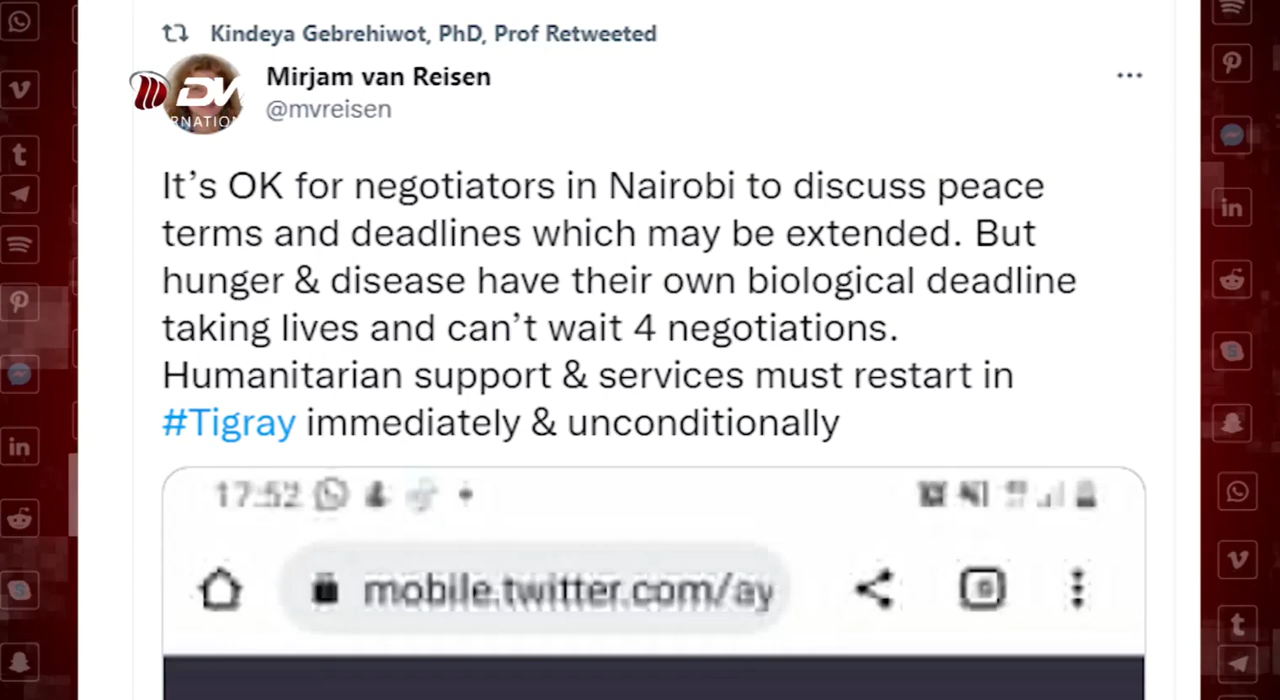 Kindeya Gebrehiwot, PhD, Prof Retweeted
Mirjam van Reisen
@mvreisen
DW
RNATIO
It’s OK for negotiators in Nairobi to discuss peace
terms and deadlines which may be extended. But
hunger & disease have their own biological deadline
taking lives and can’t wait 4 negotiations.
Humanitarian support & services must restart in
#Tigray immediately & unconditionally
17:52
mobile.twitter.com/ay